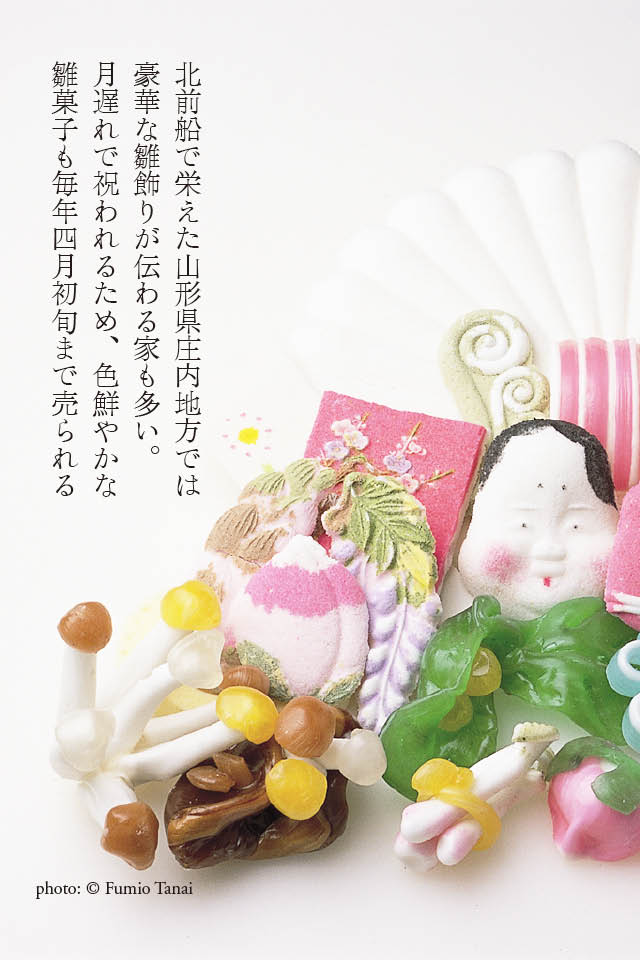 北前船で栄えた山形県庄内地方では
豪華な雛飾りが伝わる家も多い。
月遅れで祝われるため、色鮮やかな
雛菓子も毎年四月初旬まで売られる
photo: © Fumio Tanai